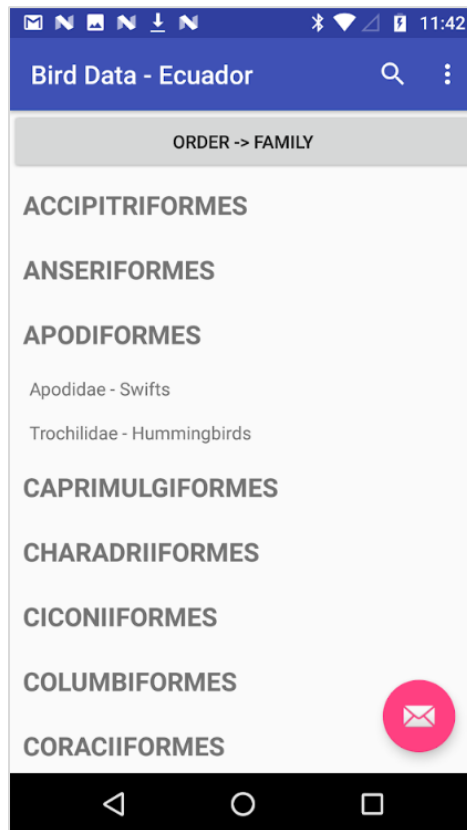 11:42
Bird Data - Ecuador
ORDER -> FAMILY
ACCIPITRIFORMES
ANSERIFORMES
APODIFORMES
Apodidae - Swifts
Trochilidae - Hummingbirds
CAPRIMULGIFORMES
CHARADRIIFORMES
CICONIIFORMES
COLUMBIFORMES
CORACIIFORMES